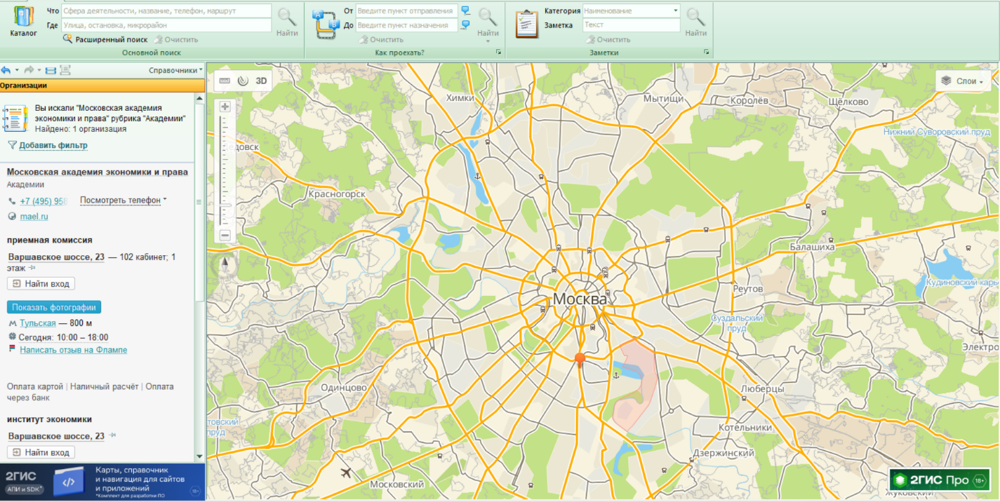 Что Сфера деятельности, название, телефон, маршрут
Где Улица, остановка, микрорайон
Каталог
Расширенный поиск Очистить
Найти
Основной поиск
От Введите пункт отправления
До Введите пункт назначения
Очистить
Найти
Как проехать?
Категория Наименование
Заметка Текст
Очистить
Найти
Заметки
Справочники
Организации
Вы искали "Московская академия
экономики и права" рубрика "Академии"
Найдено: 1 организация
Добавить фильтр
Московская академия экономики и права
Академии
+7 (495) 958 Посмотреть телефон
mael.ru
приемная комиссия
Варшавское шоссе, 23 — 102 кабинет; 1
этаж
Найти вход
Показать фотографии
Тульская — 800 м
Сегодня: 10:00 – 18:00
Написать отзыв на Флампе
Оплата картой | Наличный расчёт | Оплата
через банк
институт экономики
Варшавское шоссе, 23
Найти вход
2ГИС
АПИ и SDK*
</>
Карты, справочник
и навигация для сайтов
и приложений
*Комплект для разработки ПО
18+
3D
Слои
Химки
Мытищи
Королёв
Щёлково
Нижний Суворовский пруд
едовск
Красногорск
Балашиха
Кудиновский карь
Реутов
Москва
Суздальский
пруд
Электро
Одинцово
Люберцы
товский
пруд
Котельники
Дзержинский
Московский
2ГИС Про 18+
Жуковский